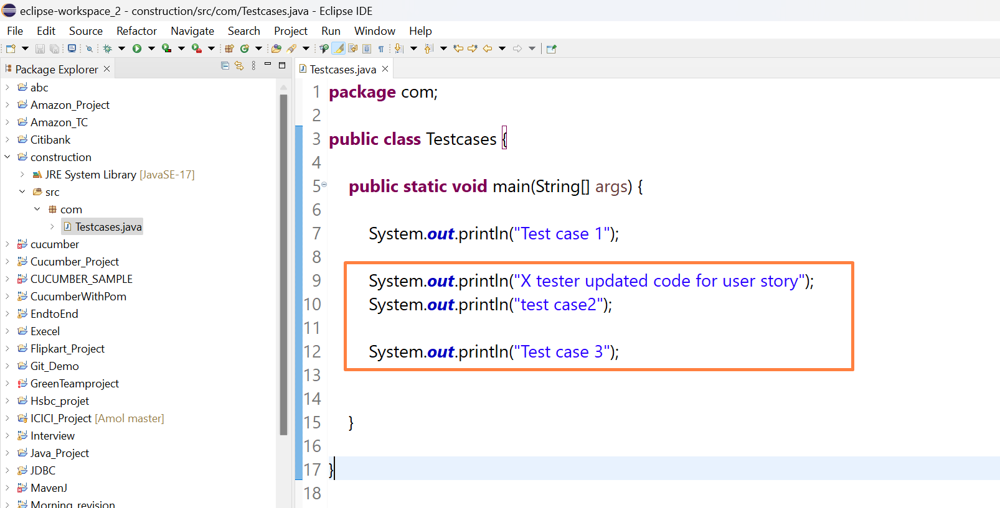 eclipse-workspace_2 - construction/src/com/Testcases.java - Eclipse IDE
File Edit Source Refactor Navigate Search Project Run Window Help
Package Explorer
abc
Amazon_Project
Amazon_TC
Citibank
construction
JRE System Library [JavaSE-17]
src
com
Testcases.java
cucumber
Cucumber_Project
CUCUMBER_SAMPLE
CucumberWithPom
EndtoEnd
Execel
Flipkart_Project
Git_Demo
GreenTeamproject
Hsbc_projet
ICICI_Project [Amol master]
Interview
Java_Project
JDBC
MavenJ
Morning_revision
Testcases.java
1 package com;
2
3 public class Testcases {
4
5 public static void main(String[] args) {
6
7 System.out.println("Test case 1");
8
9 System.out.println("X tester updated code for user story");
10 System.out.println("test case2");
11
12 System.out.println("Test case 3");
13
14
15 }
16
17 }
18